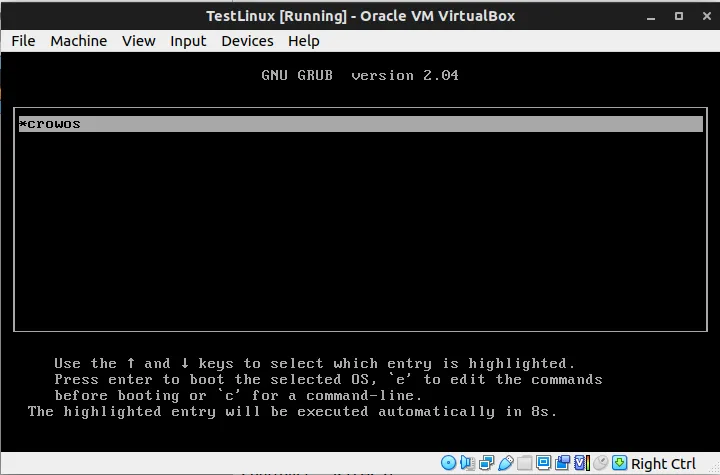 TestLinux [Running] - Oracle VM VirtualBox
File Machine View Input Devices Help
GNU GRUB version 2.04
*crowos
Use the ↑ and ↓ keys to select which entry is highlighted.
Press enter to boot the selected OS, `e' to edit the commands
before booting or `c' for a command-line.
The highlighted entry will be executed automatically in 8s.
Right Ctrl